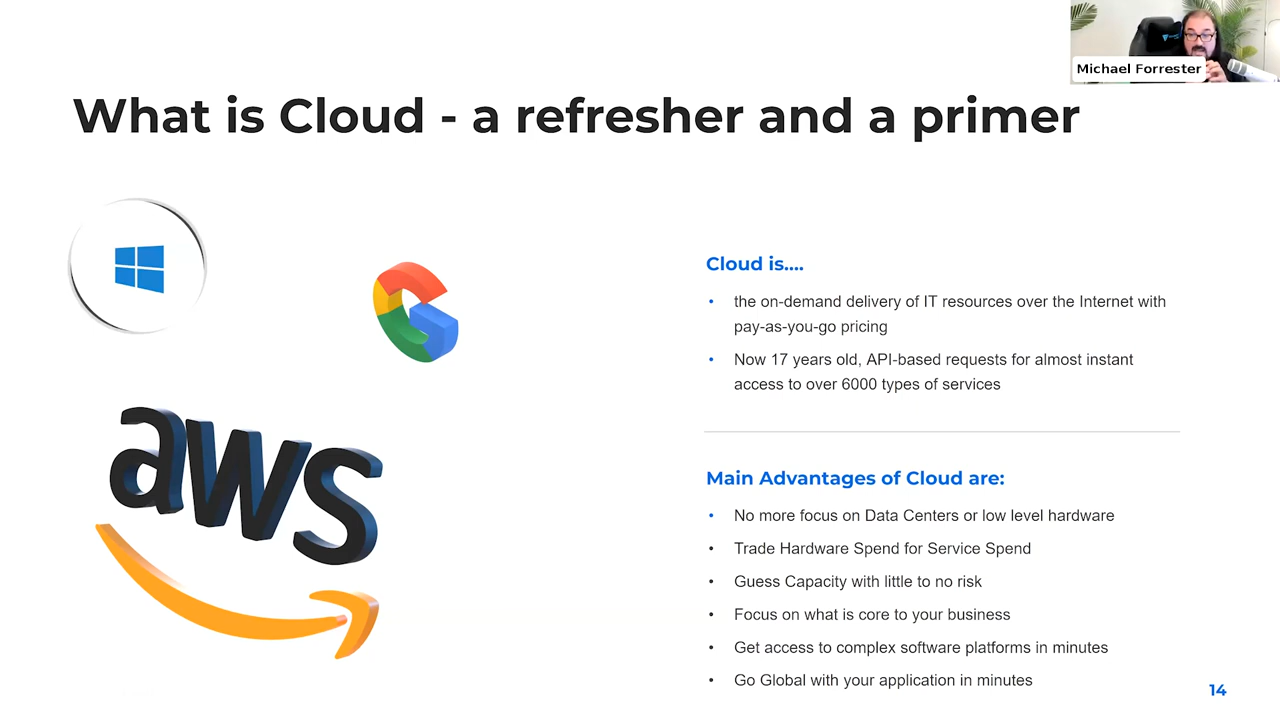 Michael Forrester
What is Cloud - a refresher and a primer
aws
Cloud is....
• the on-demand delivery of IT resources over the Internet with
pay-as-you-go pricing
• Now 17 years old, API-based requests for almost instant
access to over 6000 types of services
Main Advantages of Cloud are:
• No more focus on Data Centers or low level hardware
• Trade Hardware Spend for Service Spend
• Guess Capacity with little to no risk
• Focus on what is core to your business
• Get access to complex software platforms in minutes
• Go Global with your application in minutes
14